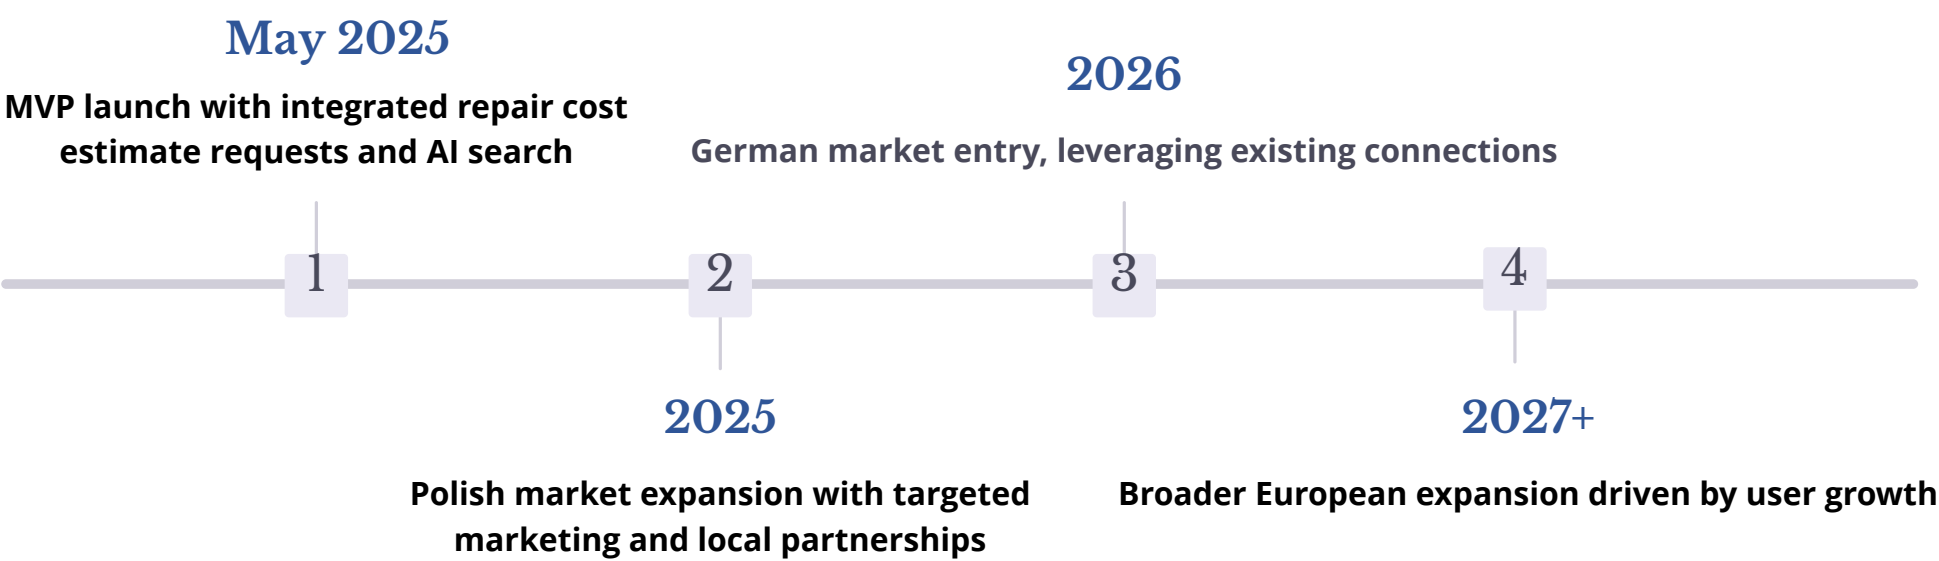 May 2025
MVP launch with integrated repair cost
estimate requests and AI search
2026
German market entry, leveraging existing connections
1
2
3
4
2025
Polish market expansion with targeted
marketing and local partnerships
2027+
Broader European expansion driven by user growth